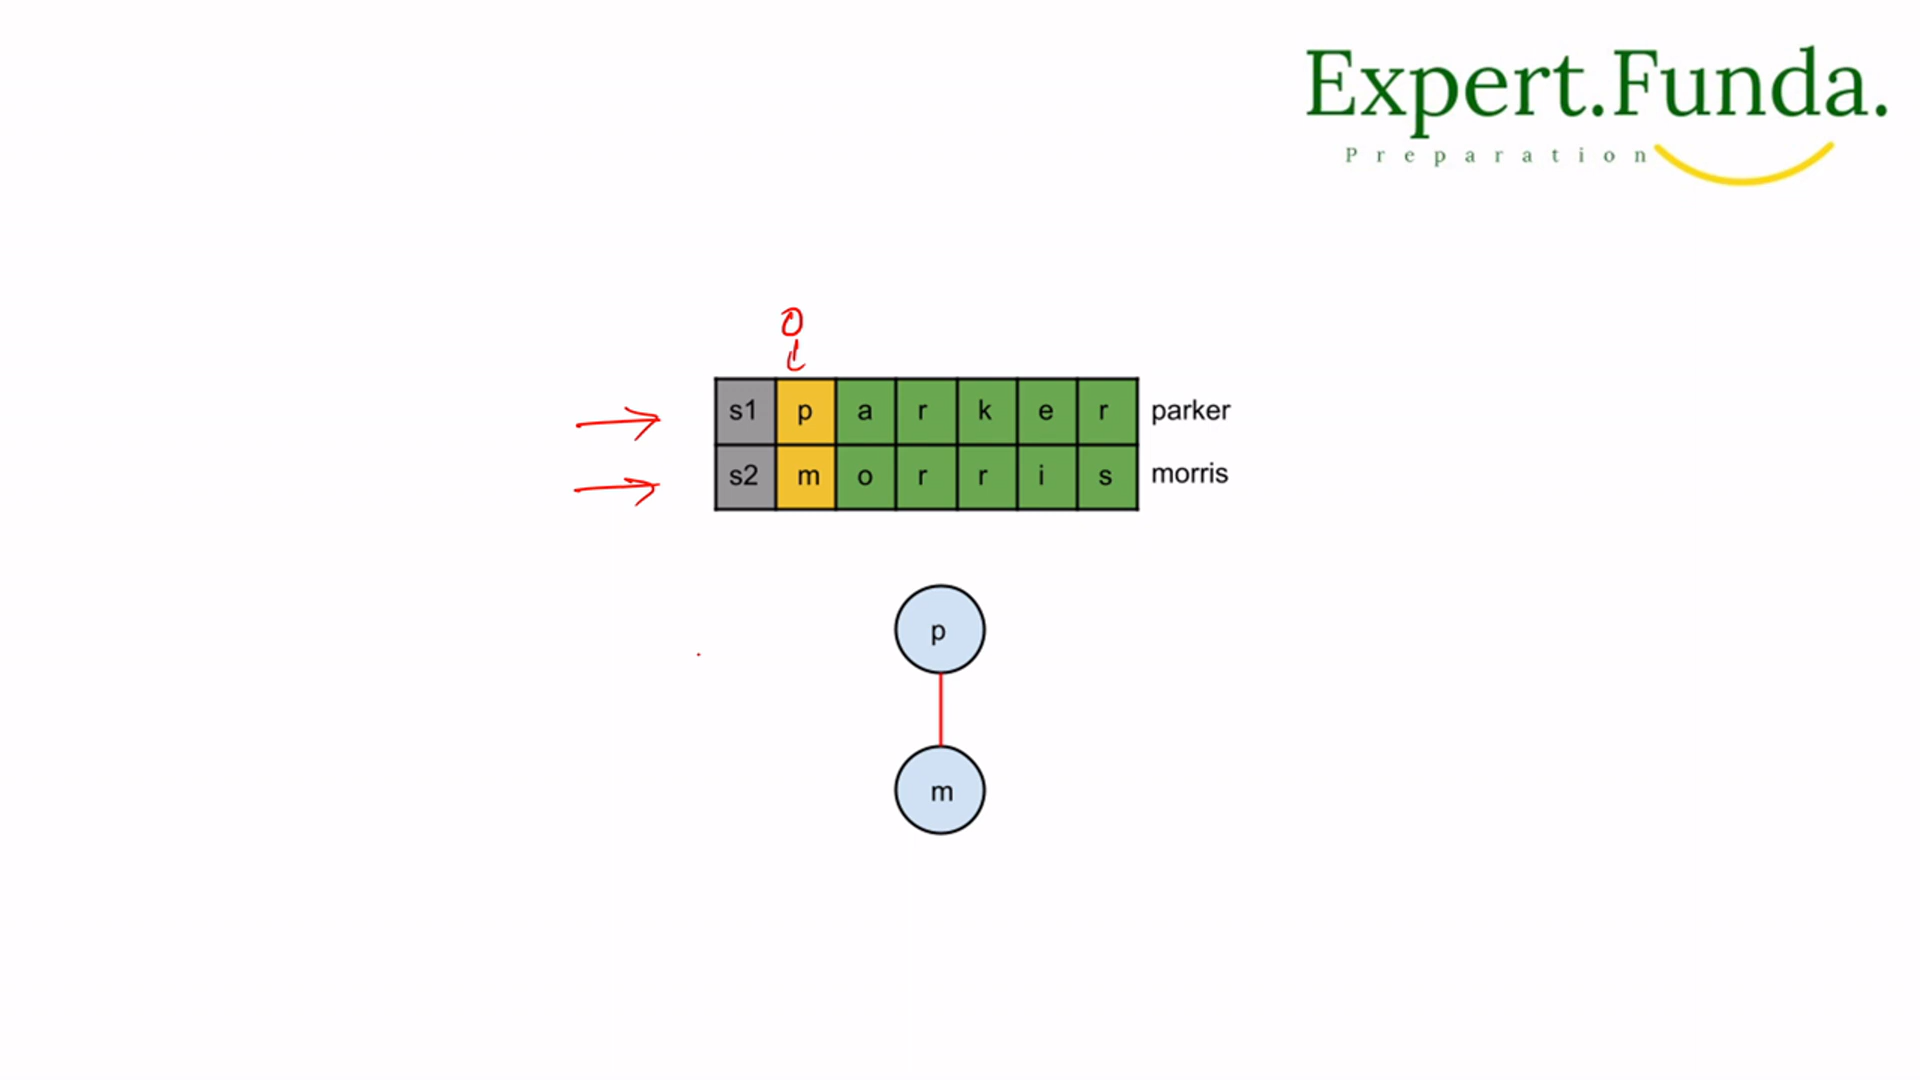 Expert.Funda.
Preparation
0
s1 p a r k e r parker
s2 m o r r i s morris
p
m